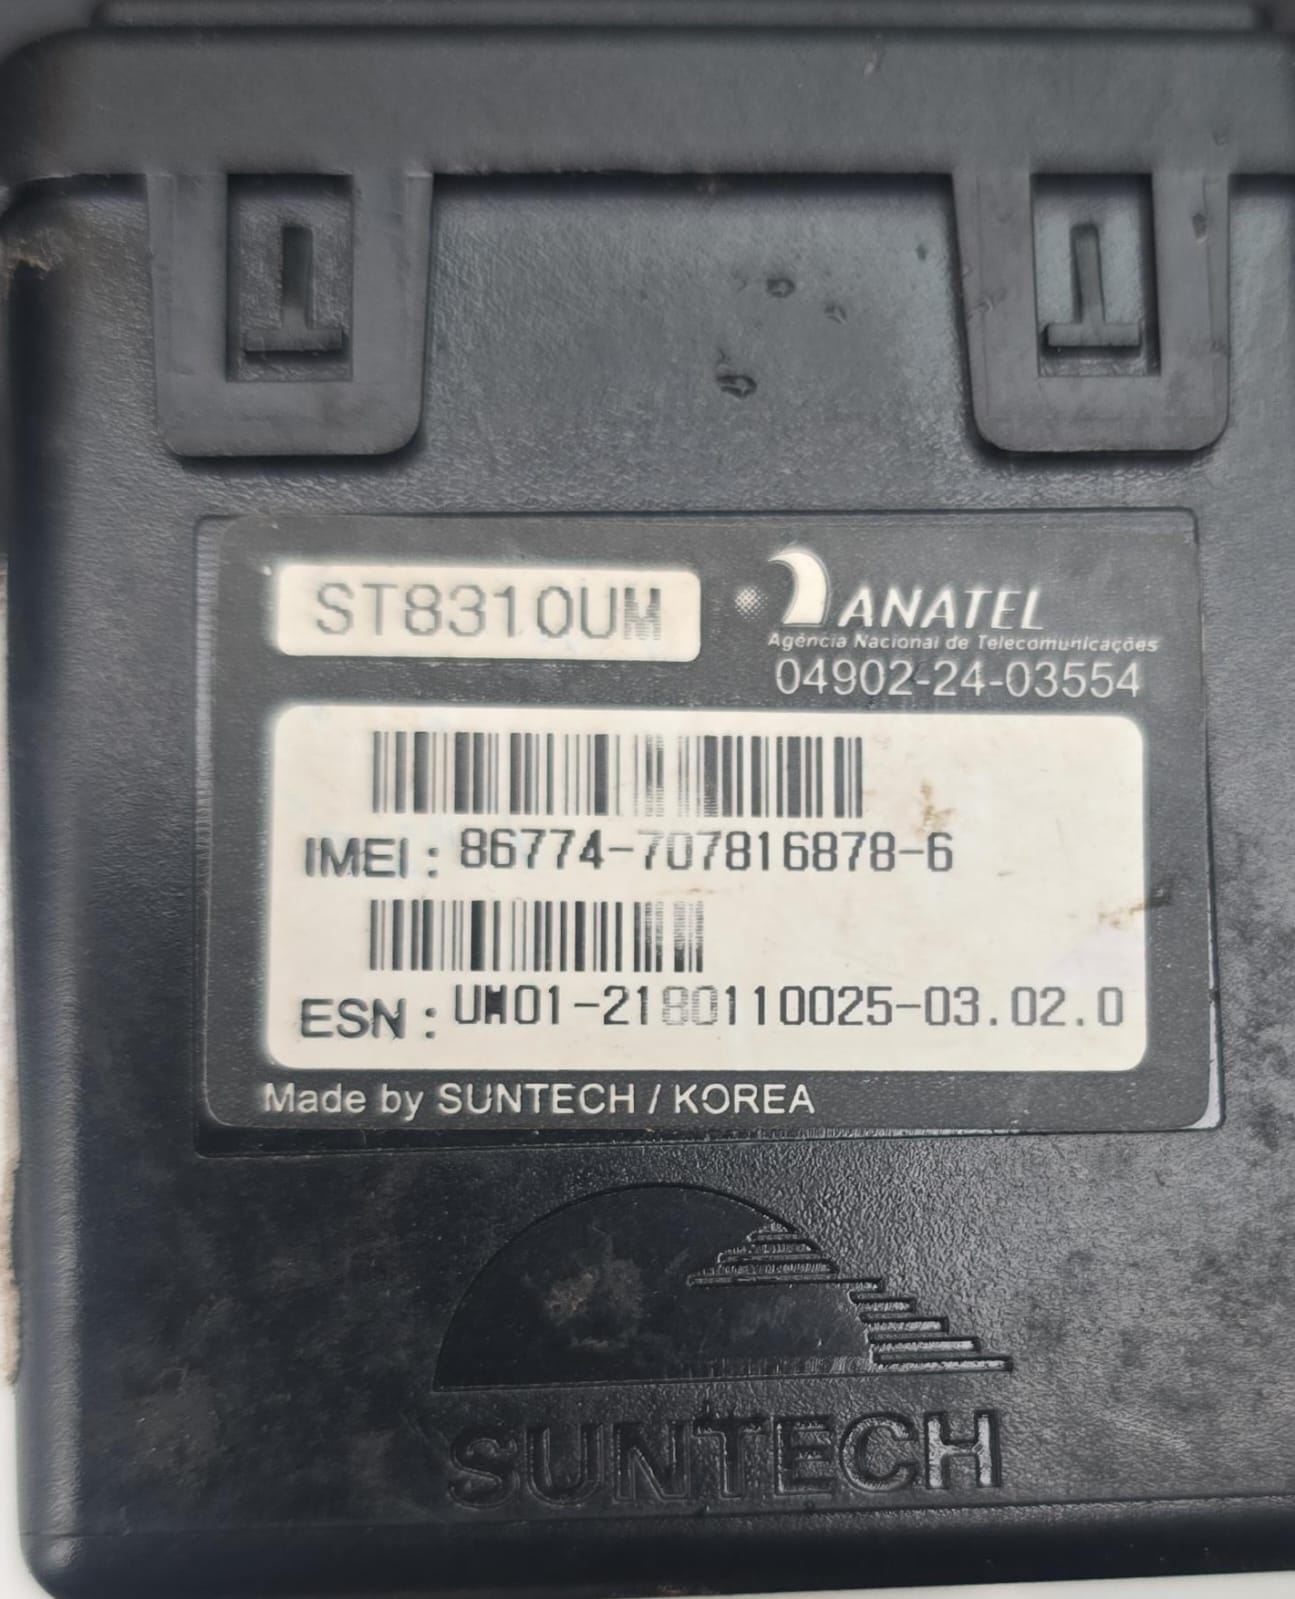 ST8310UM
ANATEL
Agência Nacional de Telecomunicações
04902-24-03554
IMEI : 86774-707816878-6
ESN : UM01-2180110025-03.02.0
Made by SUNTECH / KOREA
SUNTECH